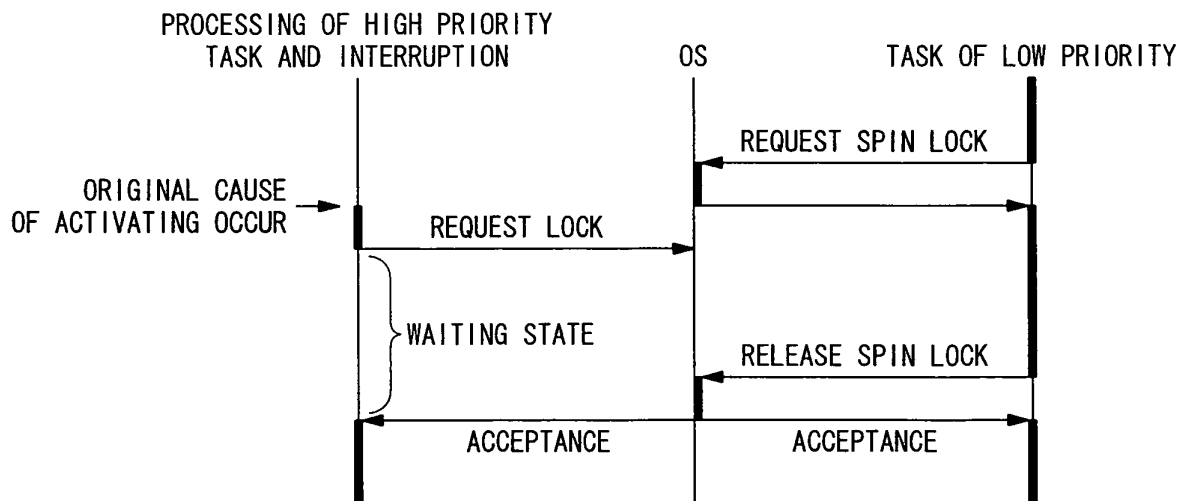 PROCESSING OF HIGH PRIORITY
TASK AND INTERRUPTION
OS
TASK OF LOW PRIORITY
REQUEST SPIN LOCK
ORIGINAL CAUSE
OF ACTIVATING OCCUR
REQUEST LOCK
WAITING STATE
RELEASE SPIN LOCK
ACCEPTANCE
ACCEPTANCE